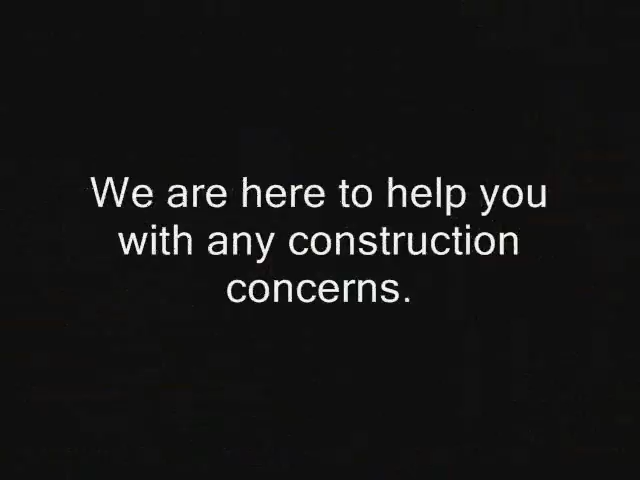 We are here to help you
with any construction
concerns.